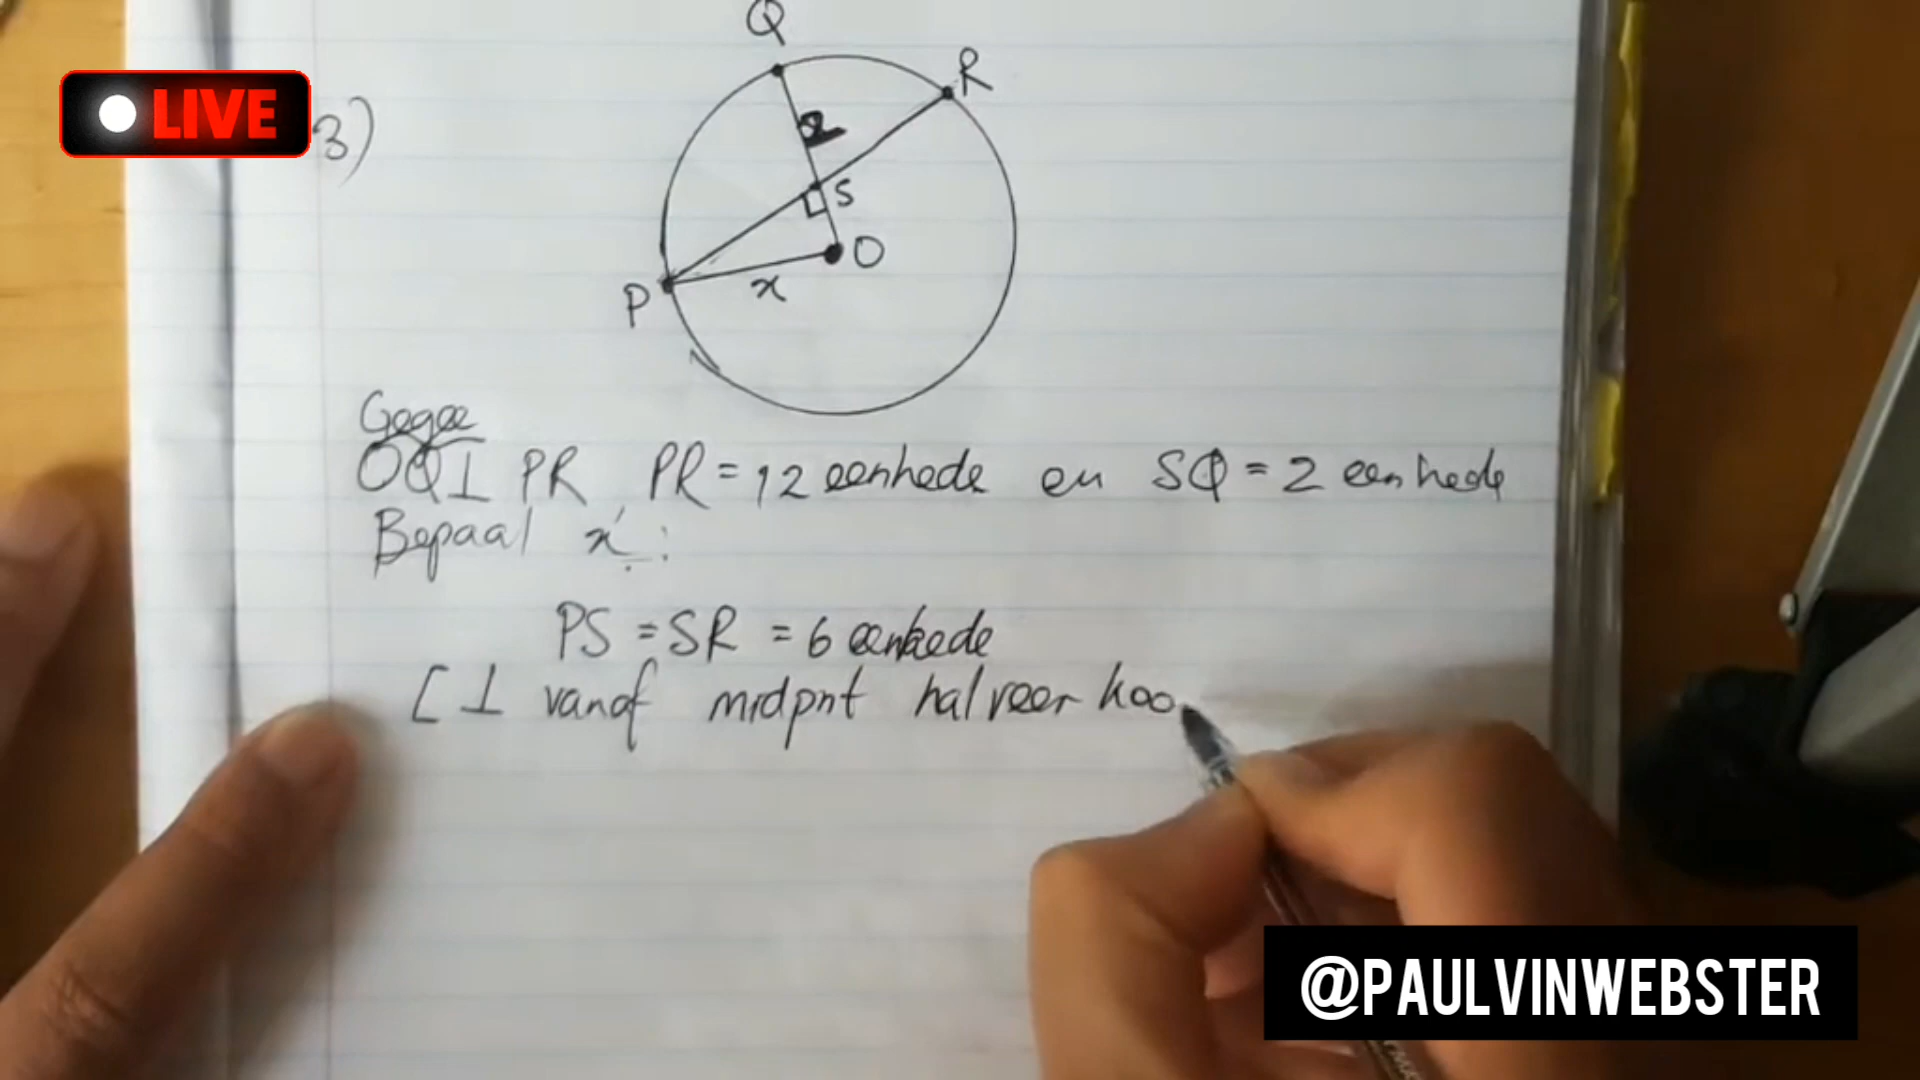 LIVE
3)
Q
R
2
S
O
P
x
Gegee
OQ ⊥ PR, PR = 12 eenhede en SQ = 2 eenhede
Bepaal x:
PS = SR = 6 eenhede
[⊥ vanaf midpnt halveer koo
@PAULVINWEBSTER